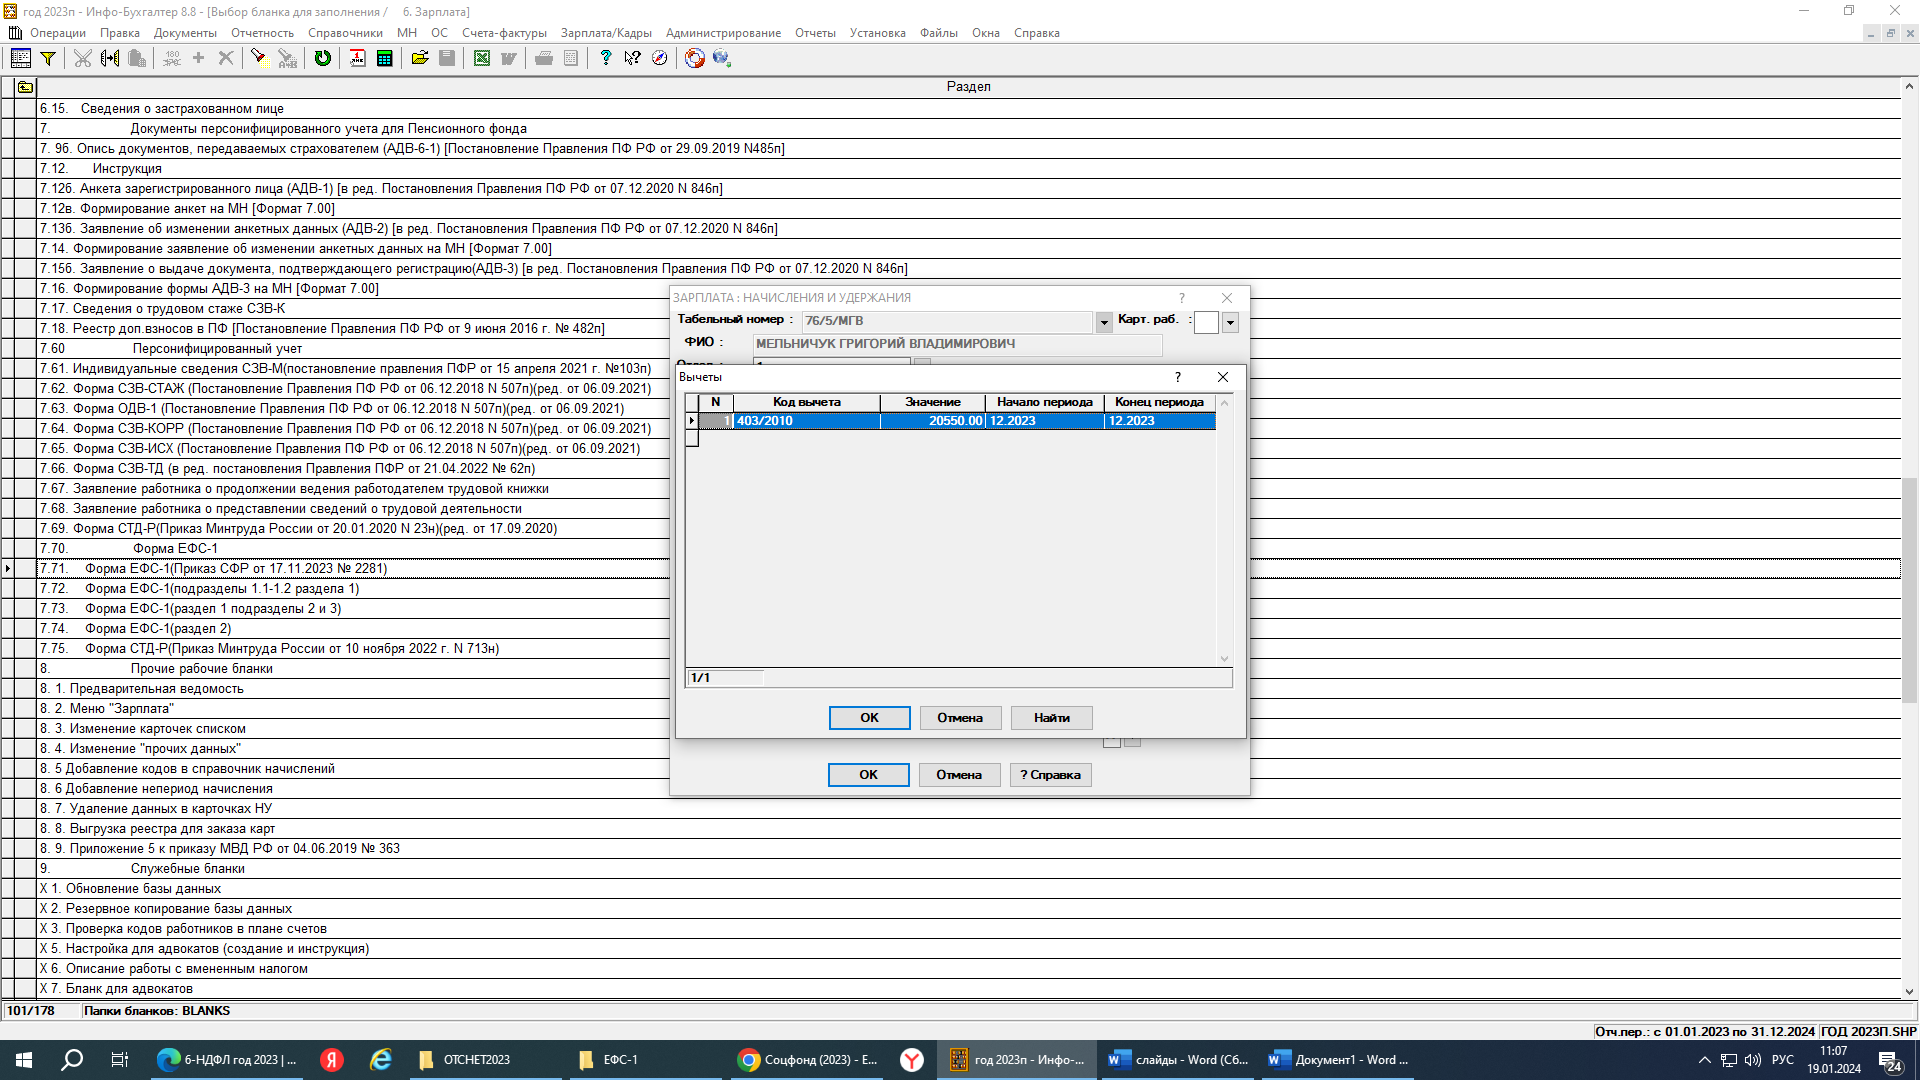 год 2023п - Инфо-Бухгалтер 8.8 - [Выбор бланка для заполнения / 6. Зарплата]
Операции Правка Документы Отчетность Справочники МН ОС Счета-фактуры Зарплата/Кадры Администрирование Отчеты Установка Файлы Окна Справка
Раздел
6.15. Сведения о застрахованном лице
7. Документы персонифицированного учета для Пенсионного фонда
7. 9б. Опись документов, передаваемых страхователем (АДВ-6-1) [Постановление Правления ПФ РФ от 29.09.2019 N485п]
7.12. Инструкция
7.12б. Анкета зарегистрированного лица (АДВ-1) [в ред. Постановления Правления ПФ РФ от 07.12.2020 N 846п]
7.12в. Формирование анкет на МН [Формат 7.00]
7.13б. Заявление об изменении анкетных данных (АДВ-2) [в ред. Постановления Правления ПФ РФ от 07.12.2020 N 846п]
7.14. Формирование заявление об изменении анкетных данных на МН [Формат 7.00]
7.15б. Заявление о выдаче документа, подтверждающего регистрацию(АДВ-3) [в ред. Постановления Правления ПФ РФ от 07.12.2020 N 846п]
7.16. Формирование формы АДВ-3 на МН [Формат 7.00]
7.17. Сведения о трудовом стаже СЗВ-К
7.18. Реестр доп.взносов в ПФ [Постановление Правления ПФ РФ от 9 июня 2016 г. № 482п]
7.60 Персонифицированный учет
7.61. Индивидуальные сведения СЗВ-М(постановление правления ПФР от 15 апреля 2021 г. №103п)
7.62. Форма СЗВ-СТАЖ (Постановление Правления ПФ РФ от 06.12.2018 N 507п)(ред. от 06.09.2021)
7.63. Форма ОДВ-1 (Постановление Правления ПФ РФ от 06.12.2018 N 507п)(ред. от 06.09.2021)
7.64. Форма СЗВ-КОРР (Постановление Правления ПФ РФ от 06.12.2018 N 507п)(ред. от 06.09.2021)
7.65. Форма СЗВ-ИСХ (Постановление Правления ПФ РФ от 06.12.2018 N 507п)(ред. от 06.09.2021)
7.66. Форма СЗВ-ТД (в ред. постановления Правления ПФР от 21.04.2022 № 62п)
7.67. Заявление работника о продолжении ведения работодателем трудовой книжки
7.68. Заявление работника о представлении сведений о трудовой деятельности
7.69. Форма СТД-Р(Приказ Минтруда России от 20.01.2020 N 23н)(ред. от 17.09.2020)
7.70. Форма ЕФС-1
7.71. Форма ЕФС-1(Приказ СФР от 17.11.2023 № 2281)
7.72. Форма ЕФС-1(подразделы 1.1-1.2 раздела 1)
7.73. Форма ЕФС-1(раздел 1 подразделы 2 и 3)
7.74. Форма ЕФС-1(раздел 2)
7.75. Форма СТД-Р(Приказ Минтруда России от 10 ноября 2022 г. N 713н)
8. Прочие рабочие бланки
8. 1. Предварительная ведомость
8. 2. Меню "Зарплата"
8. 3. Изменение карточек списком
8. 4. Изменение "прочих данных"
8. 5 Добавление кодов в справочник начислений
8. 6 Добавление непериод начисления
8. 7. Удаление данных в карточках НУ
8. 8. Выгрузка реестра для заказа карт
8. 9. Приложение 5 к приказу МВД РФ от 04.06.2019 № 363
9. Служебные бланки
X 1. Обновление базы данных
X 2. Резервное копирование базы данных
X 3. Проверка кодов работников в плане счетов
X 5. Настройка для адвокатов (создание и инструкция)
X 6. Описание работы с вмененным налогом
X 7. Бланк для адвокатов
ЗАРПЛАТА : НАЧИСЛЕНИЯ И УДЕРЖАНИЯ
Табельный номер : 76/5/МГВ Карт. раб. :
ФИО : МЕЛЬНИЧУК ГРИГОРИЙ ВЛАДИМИРОВИЧ
Вычеты
N Код вычета Значение Начало периода Конец периода
1 403/2010 20550.00 12.2023 12.2023
1/1
OK Отмена Найти
OK Отмена ? Справка
101/178 Папки бланков: BLANKS
Отч.пер.: с 01.01.2023 по 31.12.2024 ГОД 2023П.SHP
6-НДФЛ год 2023 | ... ОТСЧЕТ2023 ЕФС-1 Соцфонд (2023) - Е... год 2023п - Инфо-... слайды - Word (Сб... Документ1 - Word ... РУС 11:07
19.01.2024 24